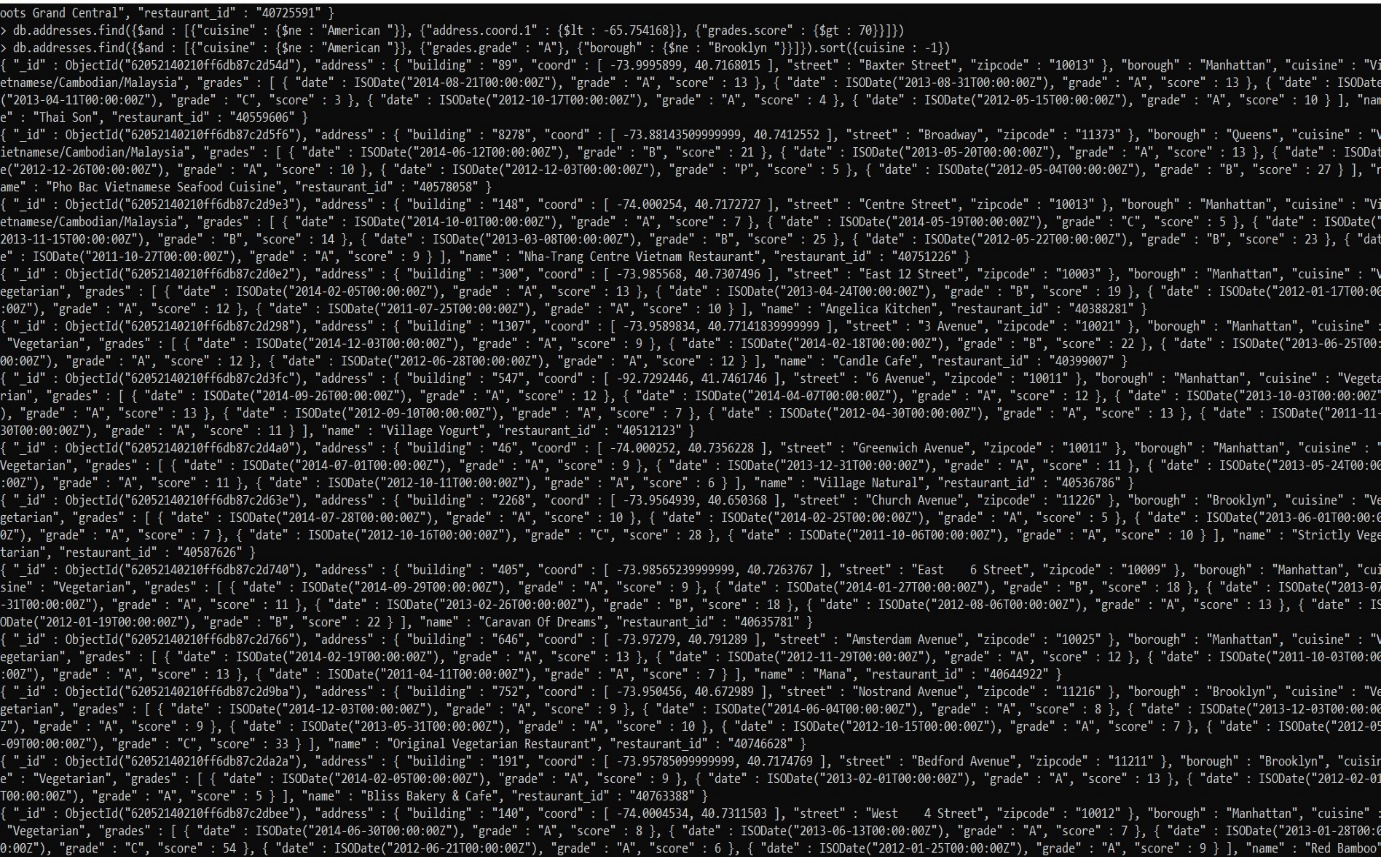 oots Grand Central", "restaurant_id" : "40725591" }
> db.addresses.find({$and : [{"cuisine" : {$ne : "American "}}, {"address.coord.1" : {$lt : -65.754168}}, {"grades.score" : {$gt : 70}}]})
> db.addresses.find({$and : [{"cuisine" : {$ne : "American "}}, {"grades.grade" : "A"}, {"borough" : {$ne : "Brooklyn "}}]}).sort({cuisine : -1})
{ "_id" : ObjectId("62052140210ff6db87c2d54d"), "address" : { "building" : "89", "coord" : [ -73.9995899, 40.7168015 ], "street" : "Baxter Street", "zipcode" : "10013" }, "borough" : "Manhattan", "cuisine" : "Vi
etnamese/Cambodian/Malaysia", "grades" : [ { "date" : ISODate("2014-08-21T00:00:00Z"), "grade" : "A", "score" : 13 }, { "date" : ISODate("2013-08-31T00:00:00Z"), "grade" : "A", "score" : 13 }, { "date" : ISODate
("2013-04-11T00:00:00Z"), "grade" : "C", "score" : 3 }, { "date" : ISODate("2012-10-17T00:00:00Z"), "grade" : "A", "score" : 4 }, { "date" : ISODate("2012-05-15T00:00:00Z"), "grade" : "A", "score" : 10 } ], "nam
e" : "Thai Son", "restaurant_id" : "40559606" }
{ "_id" : ObjectId("62052140210ff6db87c2d5f6"), "address" : { "building" : "8278", "coord" : [ -73.88143509999999, 40.7412552 ], "street" : "Broadway", "zipcode" : "11373" }, "borough" : "Queens", "cuisine" : "V
ietnamese/Cambodian/Malaysia", "grades" : [ { "date" : ISODate("2014-06-12T00:00:00Z"), "grade" : "B", "score" : 21 }, { "date" : ISODate("2013-05-20T00:00:00Z"), "grade" : "A", "score" : 13 }, { "date" : ISODat
e("2012-12-26T00:00:00Z"), "grade" : "A", "score" : 10 }, { "date" : ISODate("2012-12-03T00:00:00Z"), "grade" : "P", "score" : 5 }, { "date" : ISODate("2012-05-04T00:00:00Z"), "grade" : "B", "score" : 27 } ], "n
ame" : "Pho Bac Vietnamese Seafood Cuisine", "restaurant_id" : "40578058" }
{ "_id" : ObjectId("62052140210ff6db87c2d9e3"), "address" : { "building" : "148", "coord" : [ -74.000254, 40.7172727 ], "street" : "Centre Street", "zipcode" : "10013" }, "borough" : "Manhattan", "cuisine" : "Vi
etnamese/Cambodian/Malaysia", "grades" : [ { "date" : ISODate("2014-10-01T00:00:00Z"), "grade" : "A", "score" : 7 }, { "date" : ISODate("2014-05-19T00:00:00Z"), "grade" : "C", "score" : 5 }, { "date" : ISODate("
2013-11-15T00:00:00Z"), "grade" : "B", "score" : 14 }, { "date" : ISODate("2013-03-08T00:00:00Z"), "grade" : "B", "score" : 25 }, { "date" : ISODate("2012-05-22T00:00:00Z"), "grade" : "B", "score" : 23 }, { "dat
e" : ISODate("2011-10-27T00:00:00Z"), "grade" : "A", "score" : 9 } ], "name" : "Nha-Trang Centre Vietnam Restaurant", "restaurant_id" : "40751226" }
{ "_id" : ObjectId("62052140210ff6db87c2d0e2"), "address" : { "building" : "300", "coord" : [ -73.985568, 40.7307496 ], "street" : "East 12 Street", "zipcode" : "10003" }, "borough" : "Manhattan", "cuisine" : "V
egetarian", "grades" : [ { "date" : ISODate("2014-02-05T00:00:00Z"), "grade" : "A", "score" : 13 }, { "date" : ISODate("2013-04-24T00:00:00Z"), "grade" : "B", "score" : 19 }, { "date" : ISODate("2012-01-17T00:00
:00Z"), "grade" : "A", "score" : 12 }, { "date" : ISODate("2011-07-25T00:00:00Z"), "grade" : "A", "score" : 10 } ], "name" : "Angelica Kitchen", "restaurant_id" : "40388281" }
{ "_id" : ObjectId("62052140210ff6db87c2d298"), "address" : { "building" : "1307", "coord" : [ -73.9589834, 40.77141839999999 ], "street" : "3 Avenue", "zipcode" : "10021" }, "borough" : "Manhattan", "cuisine" :
 "Vegetarian", "grades" : [ { "date" : ISODate("2014-12-03T00:00:00Z"), "grade" : "A", "score" : 9 }, { "date" : ISODate("2014-02-18T00:00:00Z"), "grade" : "B", "score" : 22 }, { "date" : ISODate("2013-06-25T00:
00:00Z"), "grade" : "A", "score" : 12 }, { "date" : ISODate("2012-06-28T00:00:00Z"), "grade" : "A", "score" : 12 } ], "name" : "Candle Cafe", "restaurant_id" : "40399007" }
{ "_id" : ObjectId("62052140210ff6db87c2d3fc"), "address" : { "building" : "547", "coord" : [ -92.7292446, 41.7461746 ], "street" : "6 Avenue", "zipcode" : "10011" }, "borough" : "Manhattan", "cuisine" : "Vegeta
rian", "grades" : [ { "date" : ISODate("2014-09-26T00:00:00Z"), "grade" : "A", "score" : 12 }, { "date" : ISODate("2014-04-07T00:00:00Z"), "grade" : "A", "score" : 12 }, { "date" : ISODate("2013-10-03T00:00:00Z"
), "grade" : "A", "score" : 13 }, { "date" : ISODate("2012-09-10T00:00:00Z"), "grade" : "A", "score" : 7 }, { "date" : ISODate("2012-04-30T00:00:00Z"), "grade" : "A", "score" : 13 }, { "date" : ISODate("2011-11-
30T00:00:00Z"), "grade" : "A", "score" : 11 } ], "name" : "Village Yogurt", "restaurant_id" : "40512123" }
{ "_id" : ObjectId("62052140210ff6db87c2d4a0"), "address" : { "building" : "46", "coord" : [ -74.000252, 40.7356228 ], "street" : "Greenwich Avenue", "zipcode" : "10011" }, "borough" : "Manhattan", "cuisine" : "
Vegetarian", "grades" : [ { "date" : ISODate("2014-07-01T00:00:00Z"), "grade" : "A", "score" : 9 }, { "date" : ISODate("2013-12-31T00:00:00Z"), "grade" : "A", "score" : 11 }, { "date" : ISODate("2013-05-24T00:00
:00Z"), "grade" : "A", "score" : 11 }, { "date" : ISODate("2012-10-11T00:00:00Z"), "grade" : "A", "score" : 6 } ], "name" : "Village Natural", "restaurant_id" : "40536786" }
{ "_id" : ObjectId("62052140210ff6db87c2d63e"), "address" : { "building" : "2268", "coord" : [ -73.9564939, 40.650368 ], "street" : "Church Avenue", "zipcode" : "11226" }, "borough" : "Brooklyn", "cuisine" : "Ve
getarian", "grades" : [ { "date" : ISODate("2014-07-28T00:00:00Z"), "grade" : "A", "score" : 10 }, { "date" : ISODate("2014-02-25T00:00:00Z"), "grade" : "A", "score" : 5 }, { "date" : ISODate("2013-06-01T00:00:0
0Z"), "grade" : "A", "score" : 7 }, { "date" : ISODate("2012-10-16T00:00:00Z"), "grade" : "C", "score" : 28 }, { "date" : ISODate("2011-10-06T00:00:00Z"), "grade" : "A", "score" : 10 } ], "name" : "Strictly Vege
tarian", "restaurant_id" : "40587626" }
{ "_id" : ObjectId("62052140210ff6db87c2d740"), "address" : { "building" : "405", "coord" : [ -73.98565239999999, 40.7263767 ], "street" : "East    6 Street", "zipcode" : "10009" }, "borough" : "Manhattan", "cui
sine" : "Vegetarian", "grades" : [ { "date" : ISODate("2014-09-29T00:00:00Z"), "grade" : "A", "score" : 9 }, { "date" : ISODate("2014-01-27T00:00:00Z"), "grade" : "B", "score" : 18 }, { "date" : ISODate("2013-07
-31T00:00:00Z"), "grade" : "A", "score" : 11 }, { "date" : ISODate("2013-02-26T00:00:00Z"), "grade" : "B", "score" : 18 }, { "date" : ISODate("2012-08-06T00:00:00Z"), "grade" : "A", "score" : 13 }, { "date" : IS
ODate("2012-01-19T00:00:00Z"), "grade" : "B", "score" : 22 } ], "name" : "Caravan Of Dreams", "restaurant_id" : "40635781" }
{ "_id" : ObjectId("62052140210ff6db87c2d766"), "address" : { "building" : "646", "coord" : [ -73.97279, 40.791289 ], "street" : "Amsterdam Avenue", "zipcode" : "10025" }, "borough" : "Manhattan", "cuisine" : "V
egetarian", "grades" : [ { "date" : ISODate("2014-02-19T00:00:00Z"), "grade" : "A", "score" : 13 }, { "date" : ISODate("2012-11-29T00:00:00Z"), "grade" : "A", "score" : 12 }, { "date" : ISODate("2011-10-03T00:00
:00Z"), "grade" : "A", "score" : 13 }, { "date" : ISODate("2011-04-11T00:00:00Z"), "grade" : "A", "score" : 7 } ], "name" : "Mana", "restaurant_id" : "40644922" }
{ "_id" : ObjectId("62052140210ff6db87c2d9ba"), "address" : { "building" : "752", "coord" : [ -73.950456, 40.672989 ], "street" : "Nostrand Avenue", "zipcode" : "11216" }, "borough" : "Brooklyn", "cuisine" : "Ve
getarian", "grades" : [ { "date" : ISODate("2014-12-03T00:00:00Z"), "grade" : "A", "score" : 9 }, { "date" : ISODate("2014-06-04T00:00:00Z"), "grade" : "A", "score" : 8 }, { "date" : ISODate("2013-12-03T00:00:00
Z"), "grade" : "A", "score" : 9 }, { "date" : ISODate("2013-05-31T00:00:00Z"), "grade" : "A", "score" : 10 }, { "date" : ISODate("2012-10-15T00:00:00Z"), "grade" : "A", "score" : 7 }, { "date" : ISODate("2012-05
-09T00:00:00Z"), "grade" : "C", "score" : 33 } ], "name" : "Original Vegetarian Restaurant", "restaurant_id" : "40746628" }
{ "_id" : ObjectId("62052140210ff6db87c2da2a"), "address" : { "building" : "191", "coord" : [ -73.95785099999999, 40.7174769 ], "street" : "Bedford Avenue", "zipcode" : "11211" }, "borough" : "Brooklyn", "cuisin
e" : "Vegetarian", "grades" : [ { "date" : ISODate("2014-02-05T00:00:00Z"), "grade" : "A", "score" : 9 }, { "date" : ISODate("2013-02-01T00:00:00Z"), "grade" : "A", "score" : 13 }, { "date" : ISODate("2012-02-01
T00:00:00Z"), "grade" : "A", "score" : 5 } ], "name" : "Bliss Bakery & Cafe", "restaurant_id" : "40763388" }
{ "_id" : ObjectId("62052140210ff6db87c2dbee"), "address" : { "building" : "140", "coord" : [ -74.0004534, 40.7311503 ], "street" : "West    4 Street", "zipcode" : "10012" }, "borough" : "Manhattan", "cuisine" :
 "Vegetarian", "grades" : [ { "date" : ISODate("2014-06-30T00:00:00Z"), "grade" : "A", "score" : 8 }, { "date" : ISODate("2013-06-13T00:00:00Z"), "grade" : "A", "score" : 7 }, { "date" : ISODate("2013-01-28T00:0
0:00Z"), "grade" : "C", "score" : 54 }, { "date" : ISODate("2012-06-21T00:00:00Z"), "grade" : "A", "score" : 6 }, { "date" : ISODate("2012-01-25T00:00:00Z"), "grade" : "A", "score" : 9 } ], "name" : "Red Bamboo"